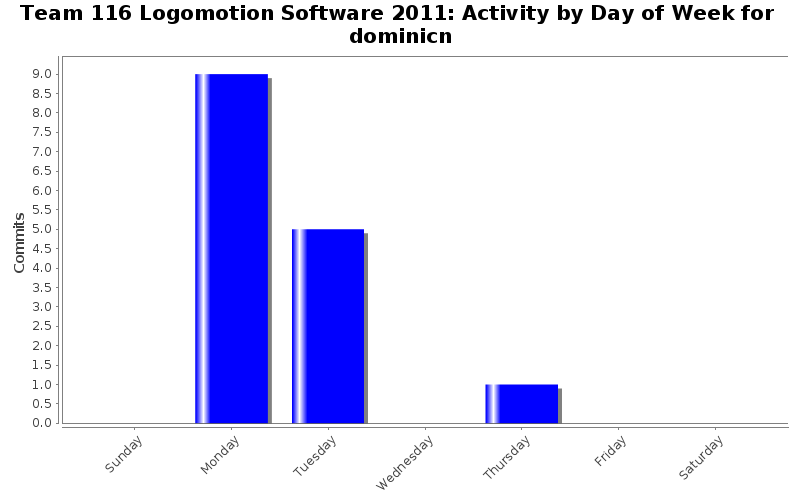 Team 116 Logomotion Software 2011: Activity by Day of Week for
dominicn
Commits
9.0
8.5
8.0
7.5
7.0
6.5
6.0
5.5
5.0
4.5
4.0
3.5
3.0
2.5
2.0
1.5
1.0
0.5
0.0
Sunday
Monday
Tuesday
Wednesday
Thursday
Friday
Saturday